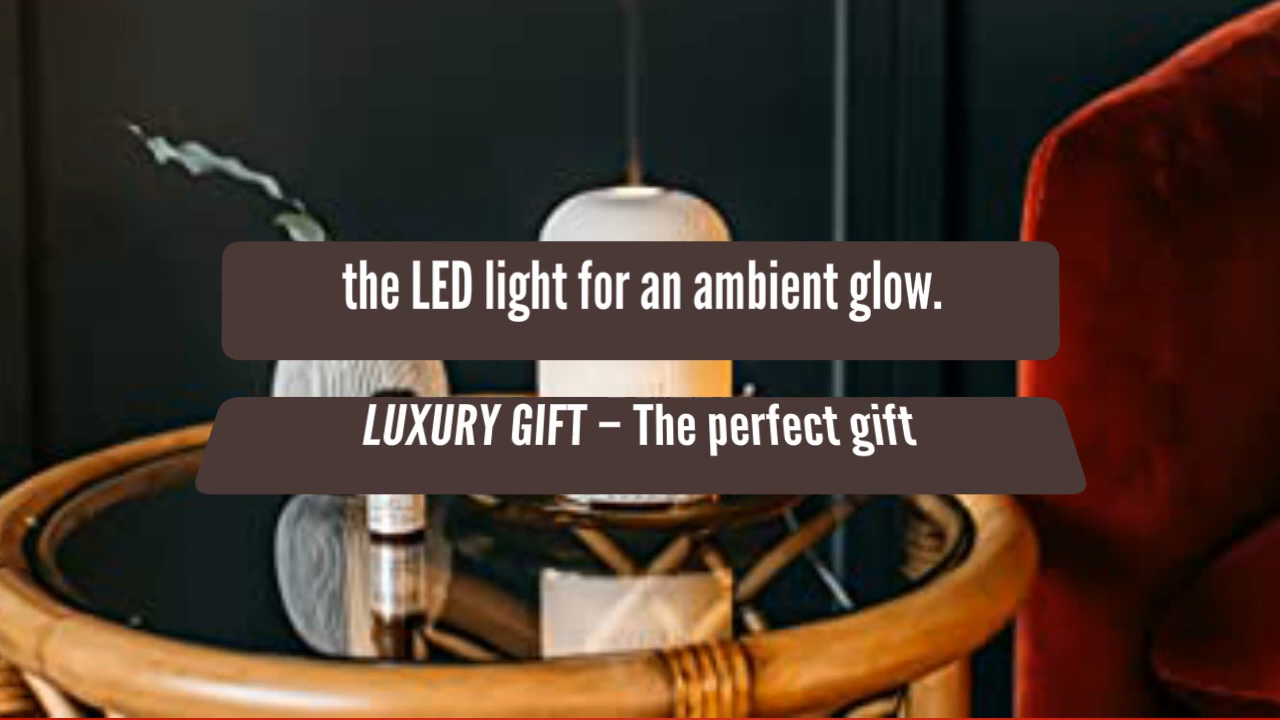 the LED light for an ambient glow.
LUXURY GIFT – The perfect gift